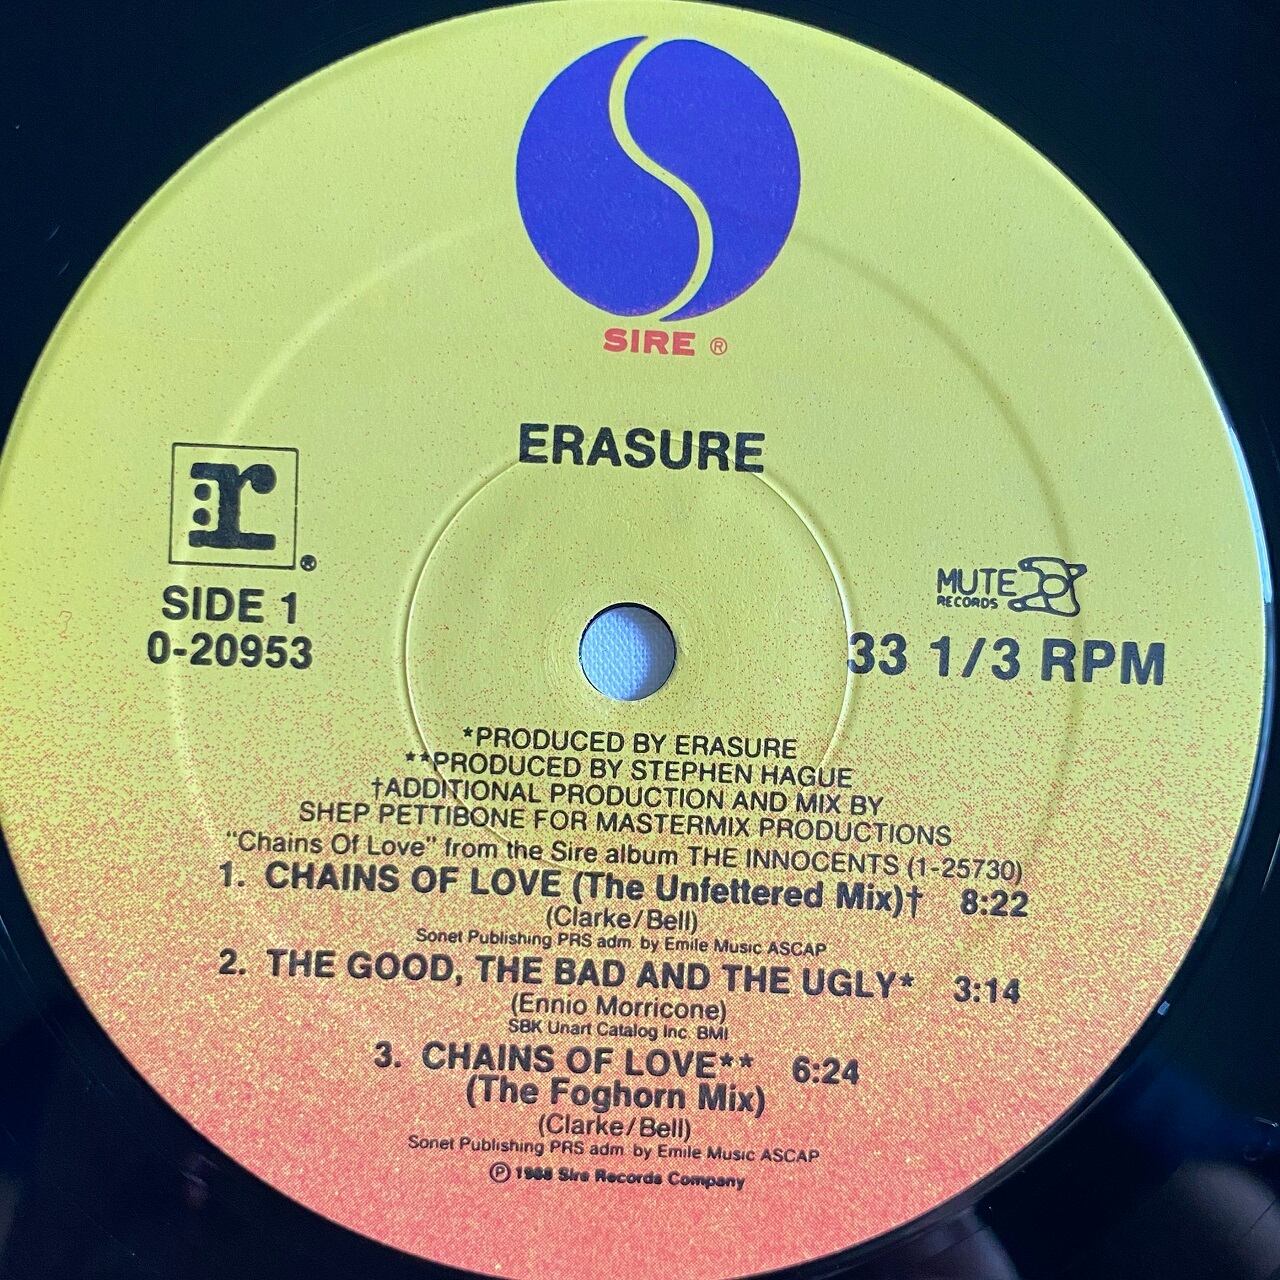 SIRE ®
ERASURE
r®
SIDE 1
0-20953
MUTE
RECORDS
33 1/3 RPM
*PRODUCED BY ERASURE
**PRODUCED BY STEPHEN HAGUE
†ADDITIONAL PRODUCTION AND MIX BY
SHEP PETTIBONE FOR MASTERMIX PRODUCTIONS
"Chains Of Love" from the Sire album THE INNOCENTS (1-25730)
1. CHAINS OF LOVE (The Unfettered Mix)† 8:22
(Clarke/Bell)
Sonet Publishing PRS adm. by Emile Music ASCAP
2. THE GOOD, THE BAD AND THE UGLY* 3:14
(Ennio Morricone)
SBK Unart Catalog Inc. BMI
3. CHAINS OF LOVE** 6:24
(The Foghorn Mix)
(Clarke/Bell)
Sonet Publishing PRS adm. by Emile Music ASCAP
℗ 1988 Sire Records Company